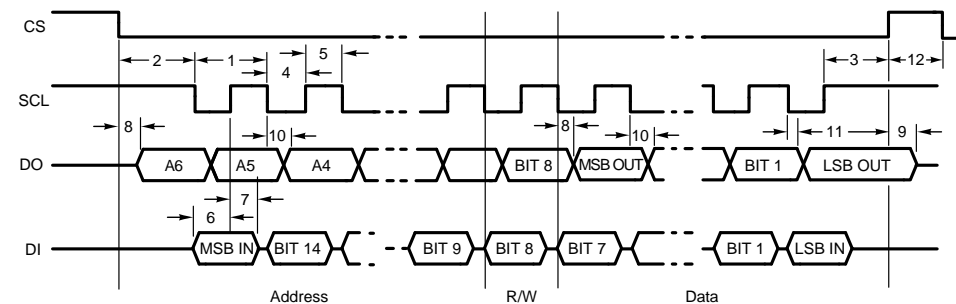 CS
2 1 5 3 12
4
SCL
8 10 8 10 11 9
DO A6 A5 A4 BIT 8 MSB OUT BIT 1 LSB OUT
7
6
DI MSB IN BIT 14 BIT 9 BIT 8 BIT 7 BIT 1 LSB IN
Address R/W Data